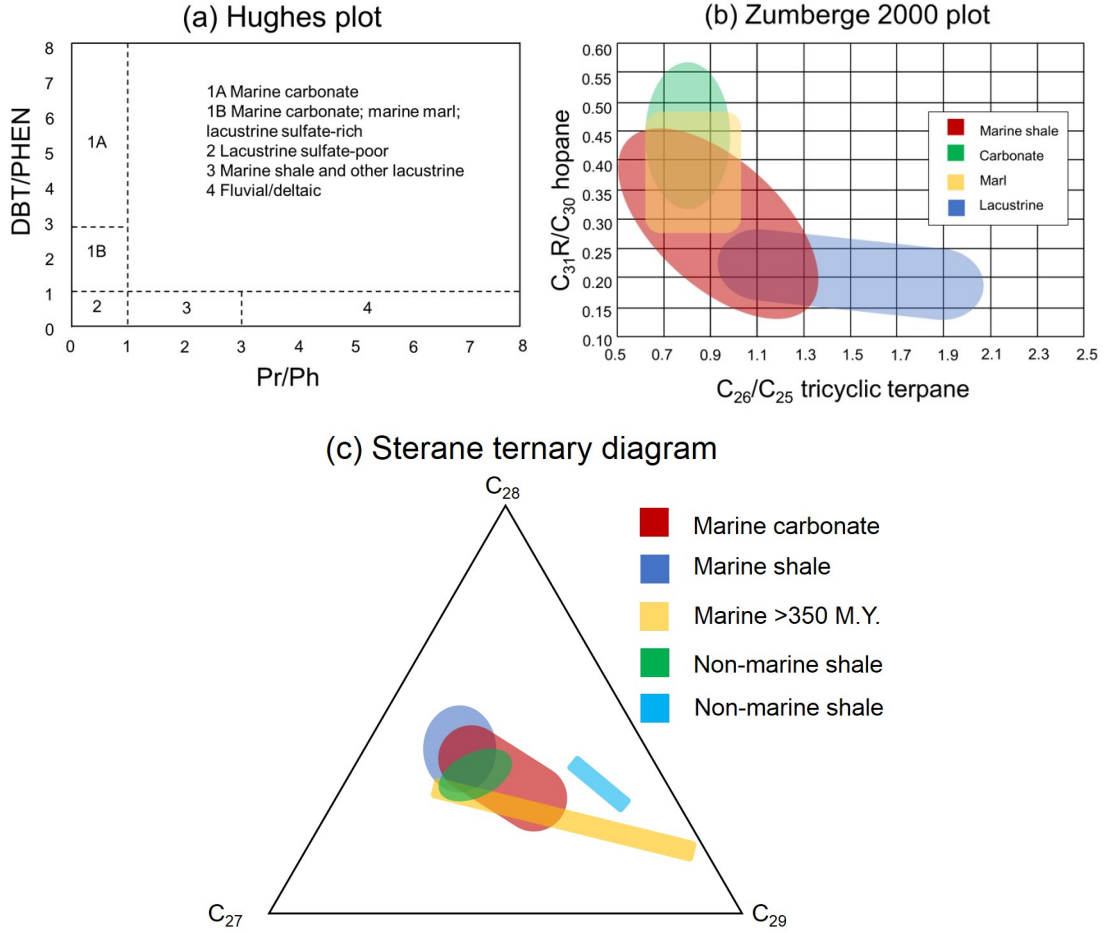 (a) Hughes plot
DBT/PHEN
8
7
6
5
4
3
2
1
0
1A
1B
2
3
4
1A Marine carbonate
1B Marine carbonate; marine marl;
lacustrine sulfate-rich
2 Lacustrine sulfate-poor
3 Marine shale and other lacustrine
4 Fluvial/deltaic
0 1 2 3 4 5 6 7 8
Pr/Ph
(b) Zumberge 2000 plot
C₃₁R/C₃₀ hopane
0.60
0.55
0.50
0.45
0.40
0.35
0.30
0.25
0.20
0.15
0.10
Marine shale
Carbonate
Marl
Lacustrine
0.5 0.7 0.9 1.1 1.3 1.5 1.7 1.9 2.1 2.3 2.5
C₂₆/C₂₅ tricyclic terpane
(c) Sterane ternary diagram
C₂₈
Marine carbonate
Marine shale
Marine >350 M.Y.
Non-marine shale
Non-marine shale
C₂₇
C₂₉